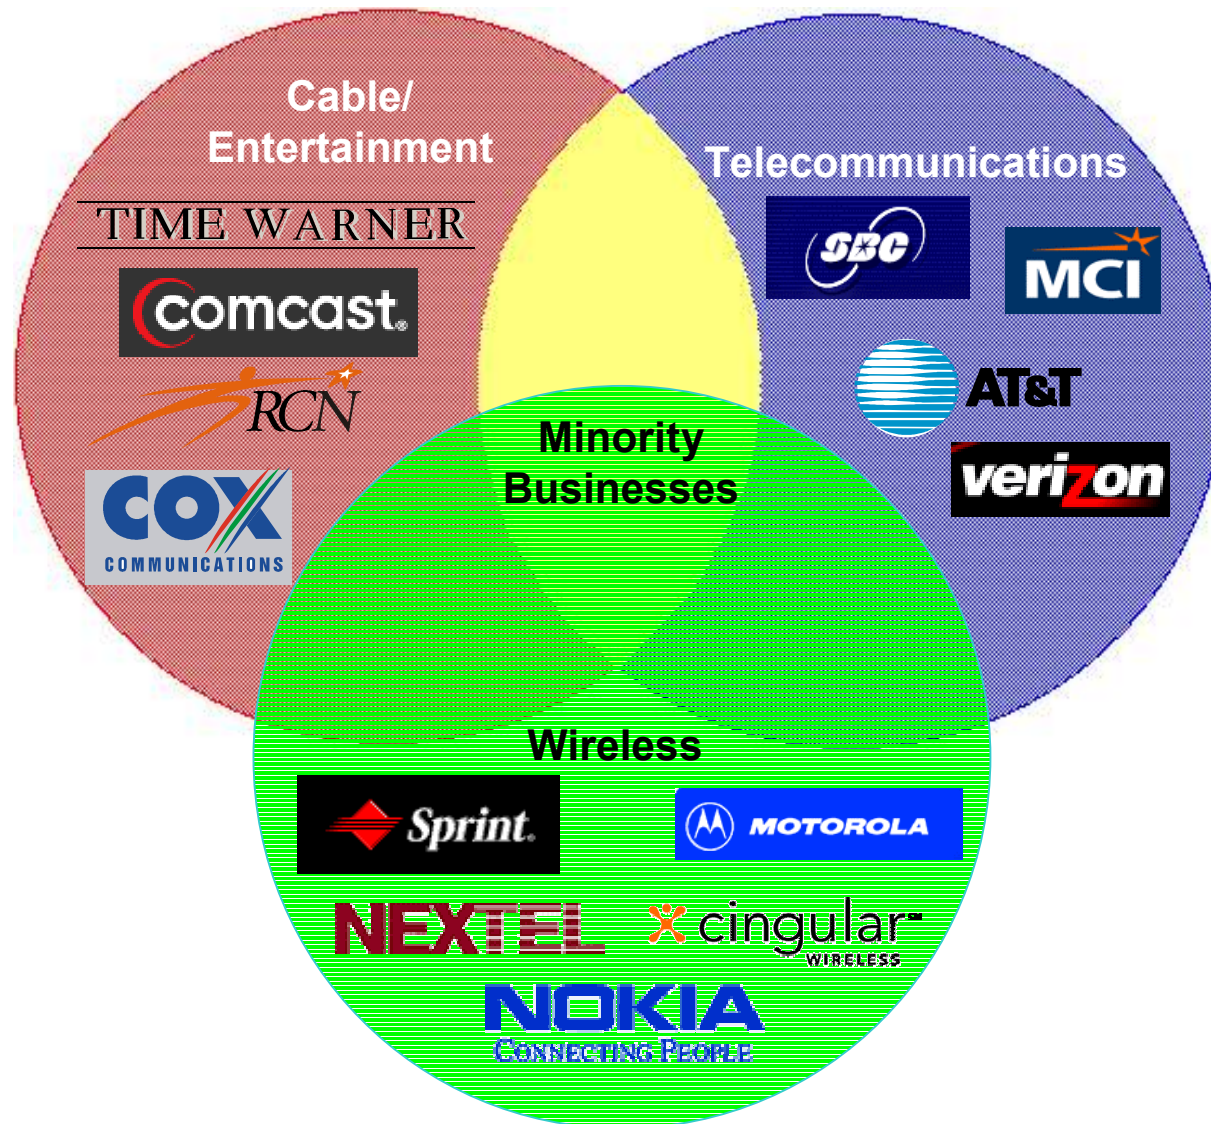 Cable/
Entertainment
TIME WARNER
comcast®
RCN
COX
COMMUNICATIONS
Telecommunications
SBC
MCI
AT&T
verizon
Minority
Businesses
Wireless
Sprint®
MOTOROLA
NEXTEL
cingular℠
WIRELESS
NOKIA
CONNECTING PEOPLE